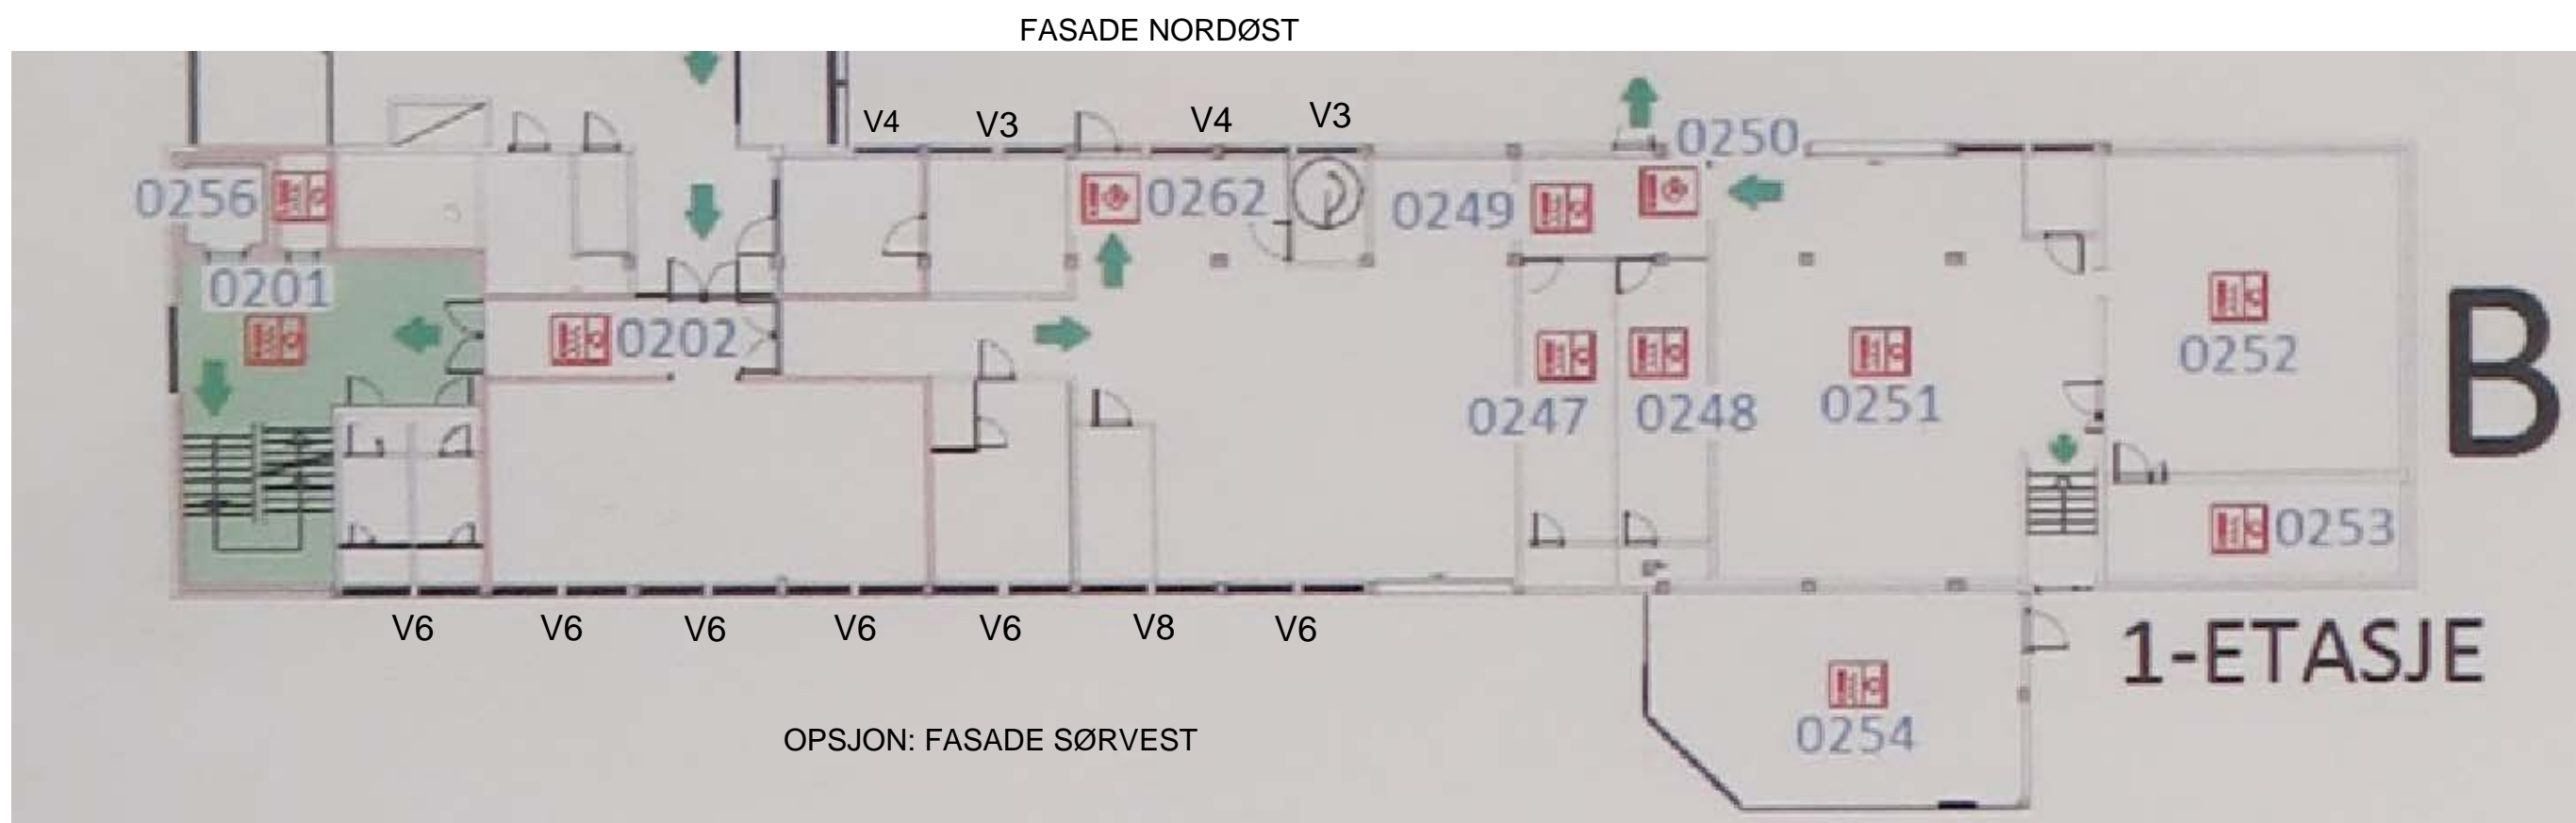 FASADE NORDØST
V4
V3
V4
V3
0250
0256
0262
0249
0201
0202
0247
0248
0251
0252
B
0253
V6
V6
V6
V6
V6
V8
V6
1-ETASJE
0254
OPSJON: FASADE SØRVEST